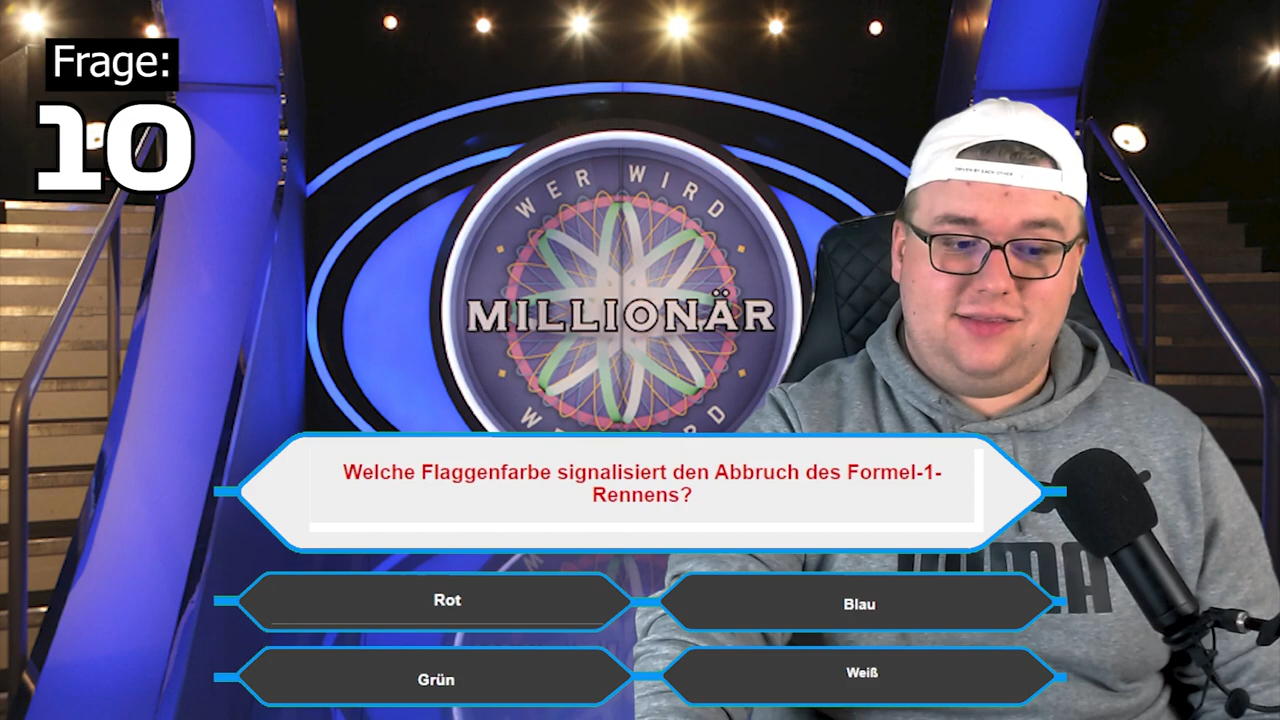 Frage:
10
WER WIRD
MILLIONÄR
Welche Flaggenfarbe signalisiert den Abbruch des Formel-1-
Rennens?
Rot
Blau
Grün
Weiß